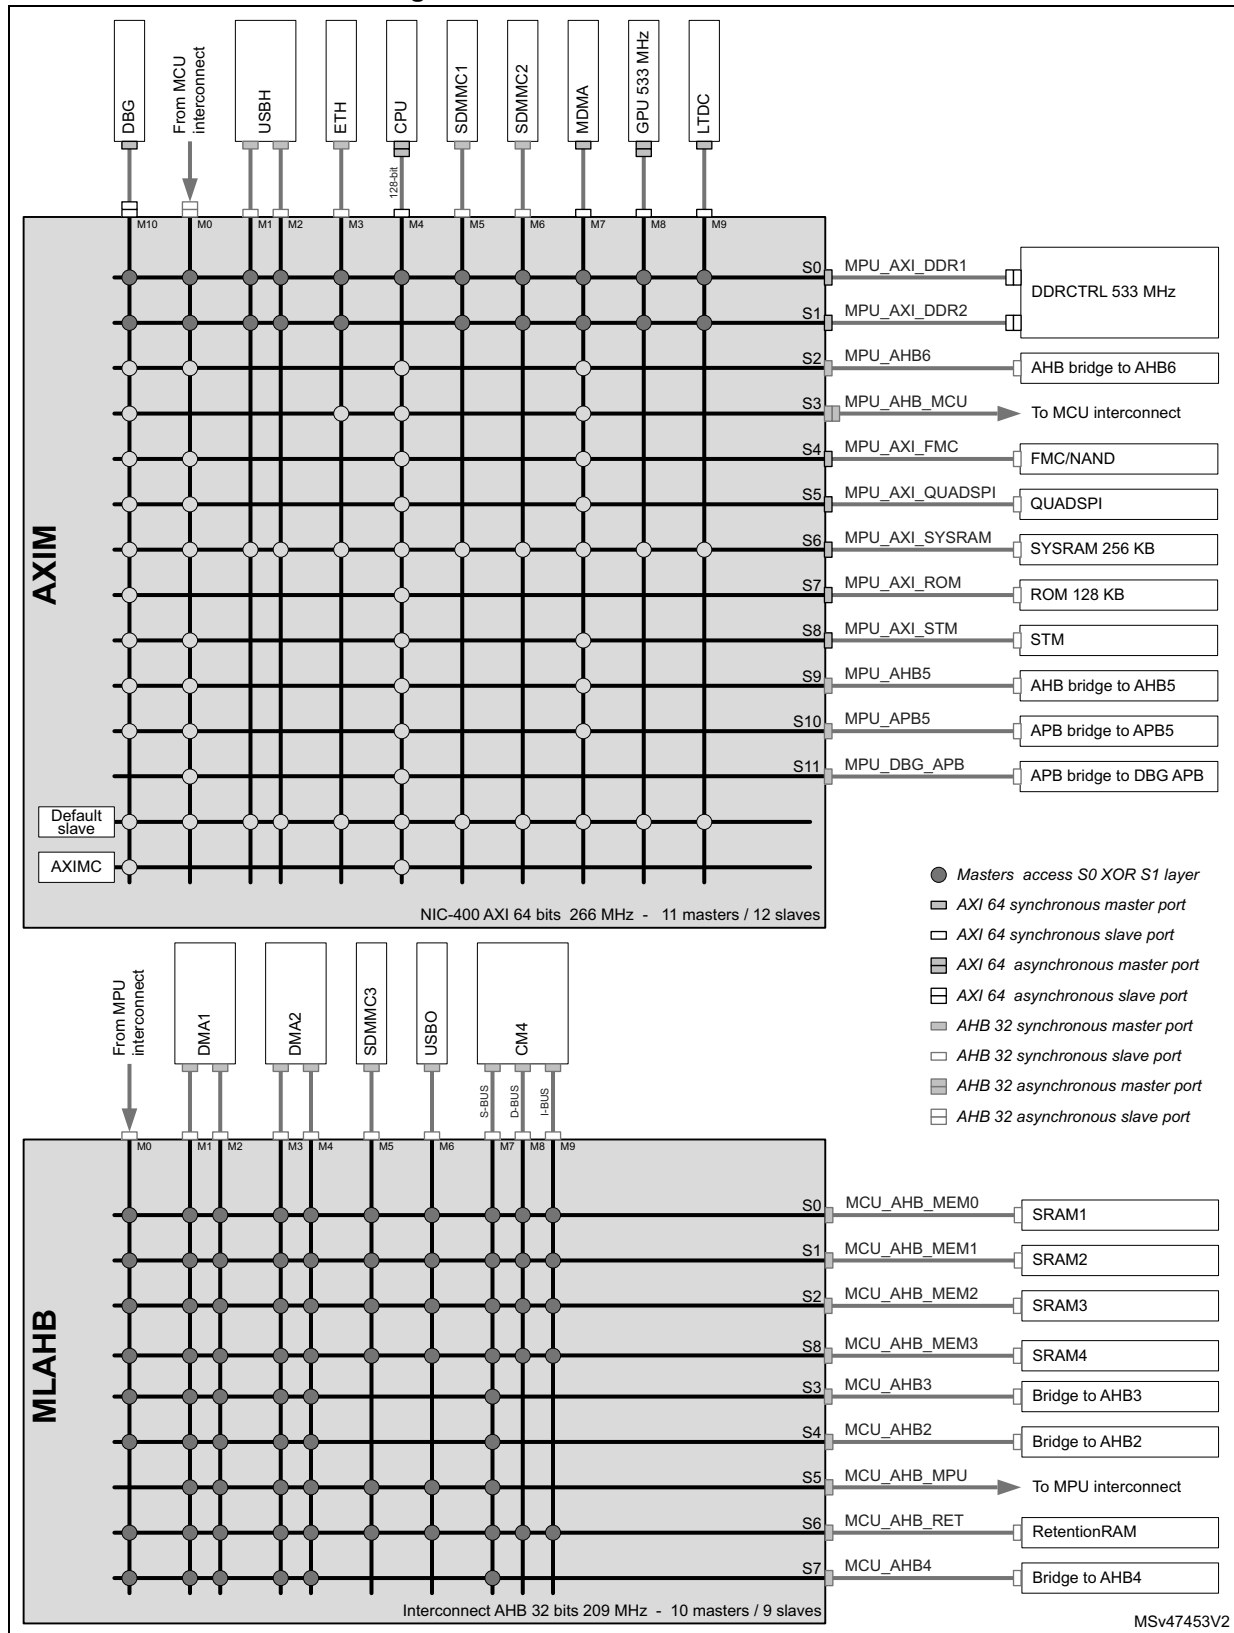 DBG
From MCU
interconnect
USBH
ETH
CPU
SDMMC1
SDMMC2
MDMA
GPU 533 MHz
LTDC
128-bit
M10 M0 M1 M2 M3 M4 M5 M6 M7 M8 M9
AXIM
S0 MPU_AXI_DDR1
DDRCTRL 533 MHz
S1 MPU_AXI_DDR2
S2 MPU_AHB6 AHB bridge to AHB6
S3 MPU_AHB_MCU To MCU interconnect
S4 MPU_AXI_FMC FMC/NAND
S5 MPU_AXI_QUADSPI QUADSPI
S6 MPU_AXI_SYSRAM SYSRAM 256 KB
S7 MPU_AXI_ROM ROM 128 KB
S8 MPU_AXI_STM STM
S9 MPU_AHB5 AHB bridge to AHB5
S10 MPU_APB5 APB bridge to APB5
S11 MPU_DBG_APB APB bridge to DBG APB
Default
slave
AXIMC
NIC-400 AXI 64 bits 266 MHz - 11 masters / 12 slaves
Masters access S0 XOR S1 layer
AXI 64 synchronous master port
AXI 64 synchronous slave port
AXI 64 asynchronous master port
AXI 64 asynchronous slave port
AHB 32 synchronous master port
AHB 32 synchronous slave port
AHB 32 asynchronous master port
AHB 32 asynchronous slave port
From MPU
interconnect
DMA1
DMA2
SDMMC3
USBO
CM4
S-BUS
D-BUS
I-BUS
M0 M1 M2 M3 M4 M5 M6 M7 M8 M9
MLAHB
S0 MCU_AHB_MEM0 SRAM1
S1 MCU_AHB_MEM1 SRAM2
S2 MCU_AHB_MEM2 SRAM3
S8 MCU_AHB_MEM3 SRAM4
S3 MCU_AHB3 Bridge to AHB3
S4 MCU_AHB2 Bridge to AHB2
S5 MCU_AHB_MPU To MPU interconnect
S6 MCU_AHB_RET RetentionRAM
S7 MCU_AHB4 Bridge to AHB4
Interconnect AHB 32 bits 209 MHz - 10 masters / 9 slaves
MSv47453V2